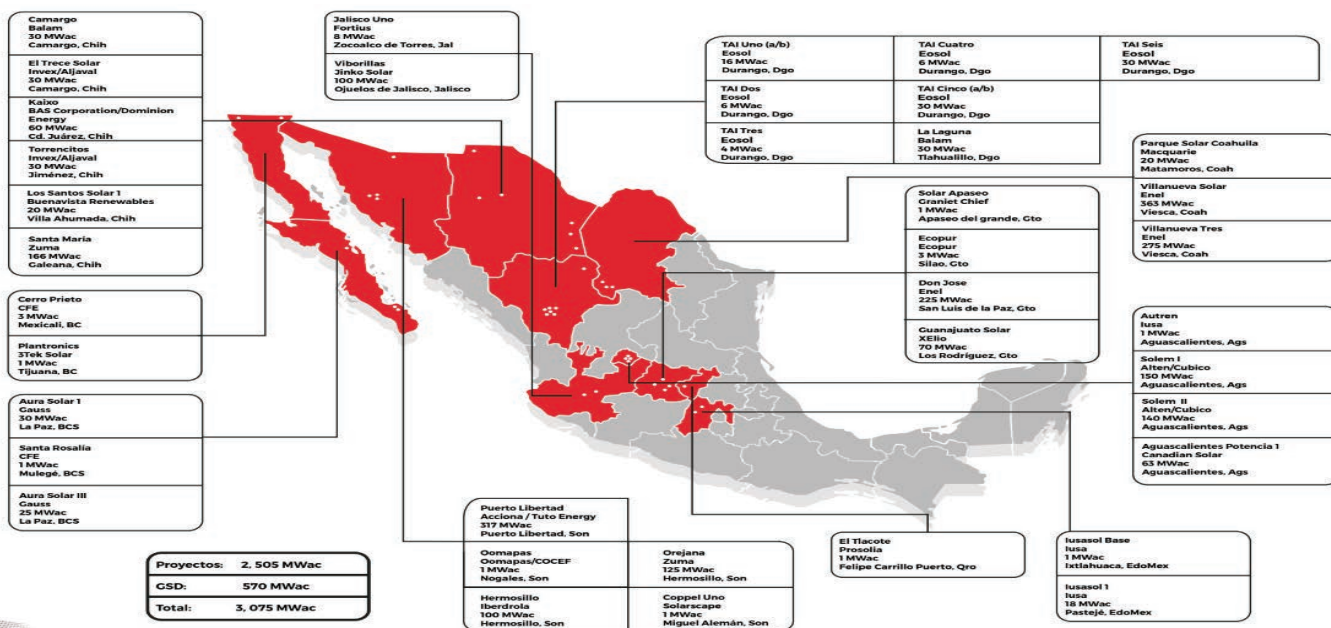 Camargo
Balam
30 MWac
Camargo, Chih
El Trece Solar
Invex/Aljaval
30 MWac
Camargo, Chih
Kaixo
BAS Corporation/Dominion
Energy
60 MWac
Cd. Juárez, Chih
Torrencitos
Invex/Aljaval
30 MWac
Jiménez, Chih
Los Santos Solar 1
Buenavista Renewables
20 MWac
Villa Ahumada, Chih
Santa María
Zuma
166 MWac
Galeana, Chih
Cerro Prieto
CFE
3 MWac
Mexicali, BC
Plantronics
3Tek Solar
1 MWac
Tijuana, BC
Aura Solar 1
Gauss
30 MWac
La Paz, BCS
Santa Rosalía
CFE
1 MWac
Mulegé, BCS
Aura Solar III
Gauss
25 MWac
La Paz, BCS
Jalisco Uno
Fortius
8 MWac
Zocoalco de Torres, Jal
Viborillas
Jinko Solar
100 MWac
Ojuelos de Jalisco, Jalisco
TAI Uno (a/b)
Eosol
16 MWac
Durango, Dgo
TAI Dos
Eosol
6 MWac
Durango, Dgo
TAI Tres
Eosol
4 MWac
Durango, Dgo
TAI Cuatro
Eosol
6 MWac
Durango, Dgo
TAI Cinco (a/b)
Eosol
30 MWac
Durango, Dgo
La Laguna
Balam
30 MWac
Tlahualillo, Dgo
TAI Seis
Eosol
30 MWac
Durango, Dgo
Parque Solar Coahuila
Macquarie
20 MWac
Matamoros, Coah
Villanueva Solar
Enel
363 MWac
Viesca, Coah
Villanueva Tres
Enel
275 MWac
Viesca, Coah
Solar Apaseo
Graniet Chief
1 MWac
Apaseo del grande, Gto
Ecopur
Ecopur
3 MWac
Silao, Gto
Don Jose
Enel
225 MWac
San Luis de la Paz, Gto
Guanajuato Solar
XElio
70 MWac
Los Rodríguez, Gto
Autren
Iusa
1 MWac
Aguascalientes, Ags
Solem I
Alten/Cubico
150 MWac
Aguascalientes, Ags
Solem II
Alten/Cubico
140 MWac
Aguascalientes, Ags
Aguascalientes Potencia 1
Canadian Solar
63 MWac
Aguascalientes, Ags
Puerto Libertad
Acciona / Tuto Energy
317 MWac
Puerto Libertad, Son
Oomapas
Oomapas/COCEF
1 MWac
Nogales, Son
Hermosillo
Iberdrola
100 MWac
Hermosillo, Son
Orejana
Zuma
125 MWac
Hermosillo, Son
Coppel Uno
Solarscape
1 MWac
Miguel Alemán, Son
El Tlacote
Prosolia
1 MWac
Felipe Carrillo Puerto, Qro
Iusasol Base
Iusa
1 MWac
Ixtlahuaca, EdoMex
Iusasol 1
Iusa
18 MWac
Pastejé, EdoMex
Proyectos: 2, 505 MWac
GSD: 570 MWac
Total: 3, 075 MWac